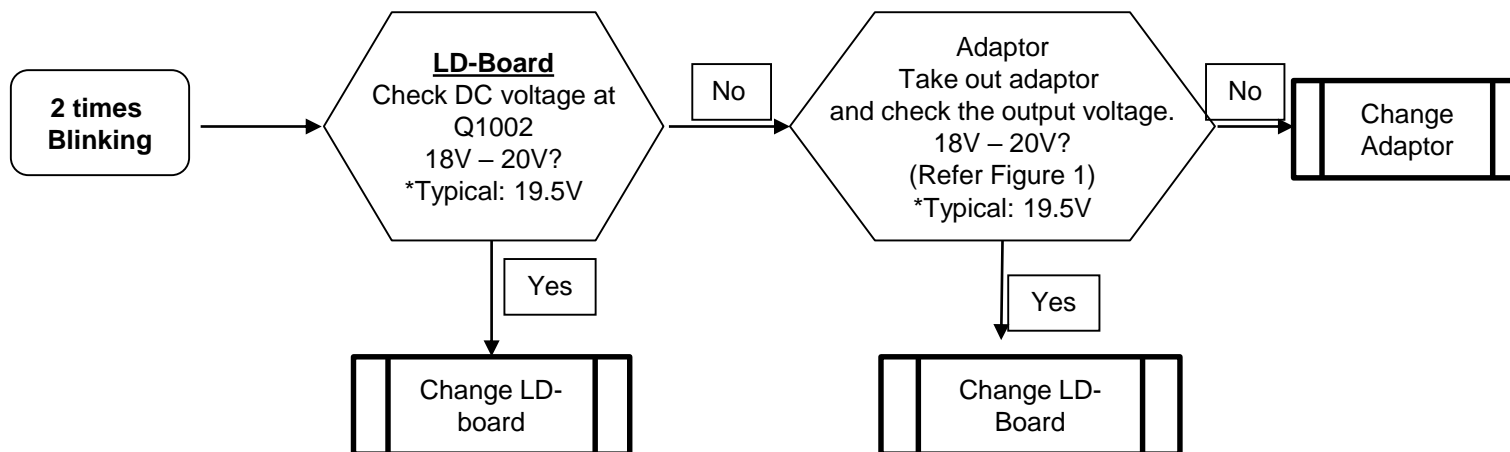 2 times
Blinking
LD-Board
Check DC voltage at
Q1002
18V – 20V?
*Typical: 19.5V
No
Adaptor
Take out adaptor
and check the output voltage.
18V – 20V?
(Refer Figure 1)
*Typical: 19.5V
No
Change
Adaptor
Yes
Change LD-
board
Yes
Change LD-
Board